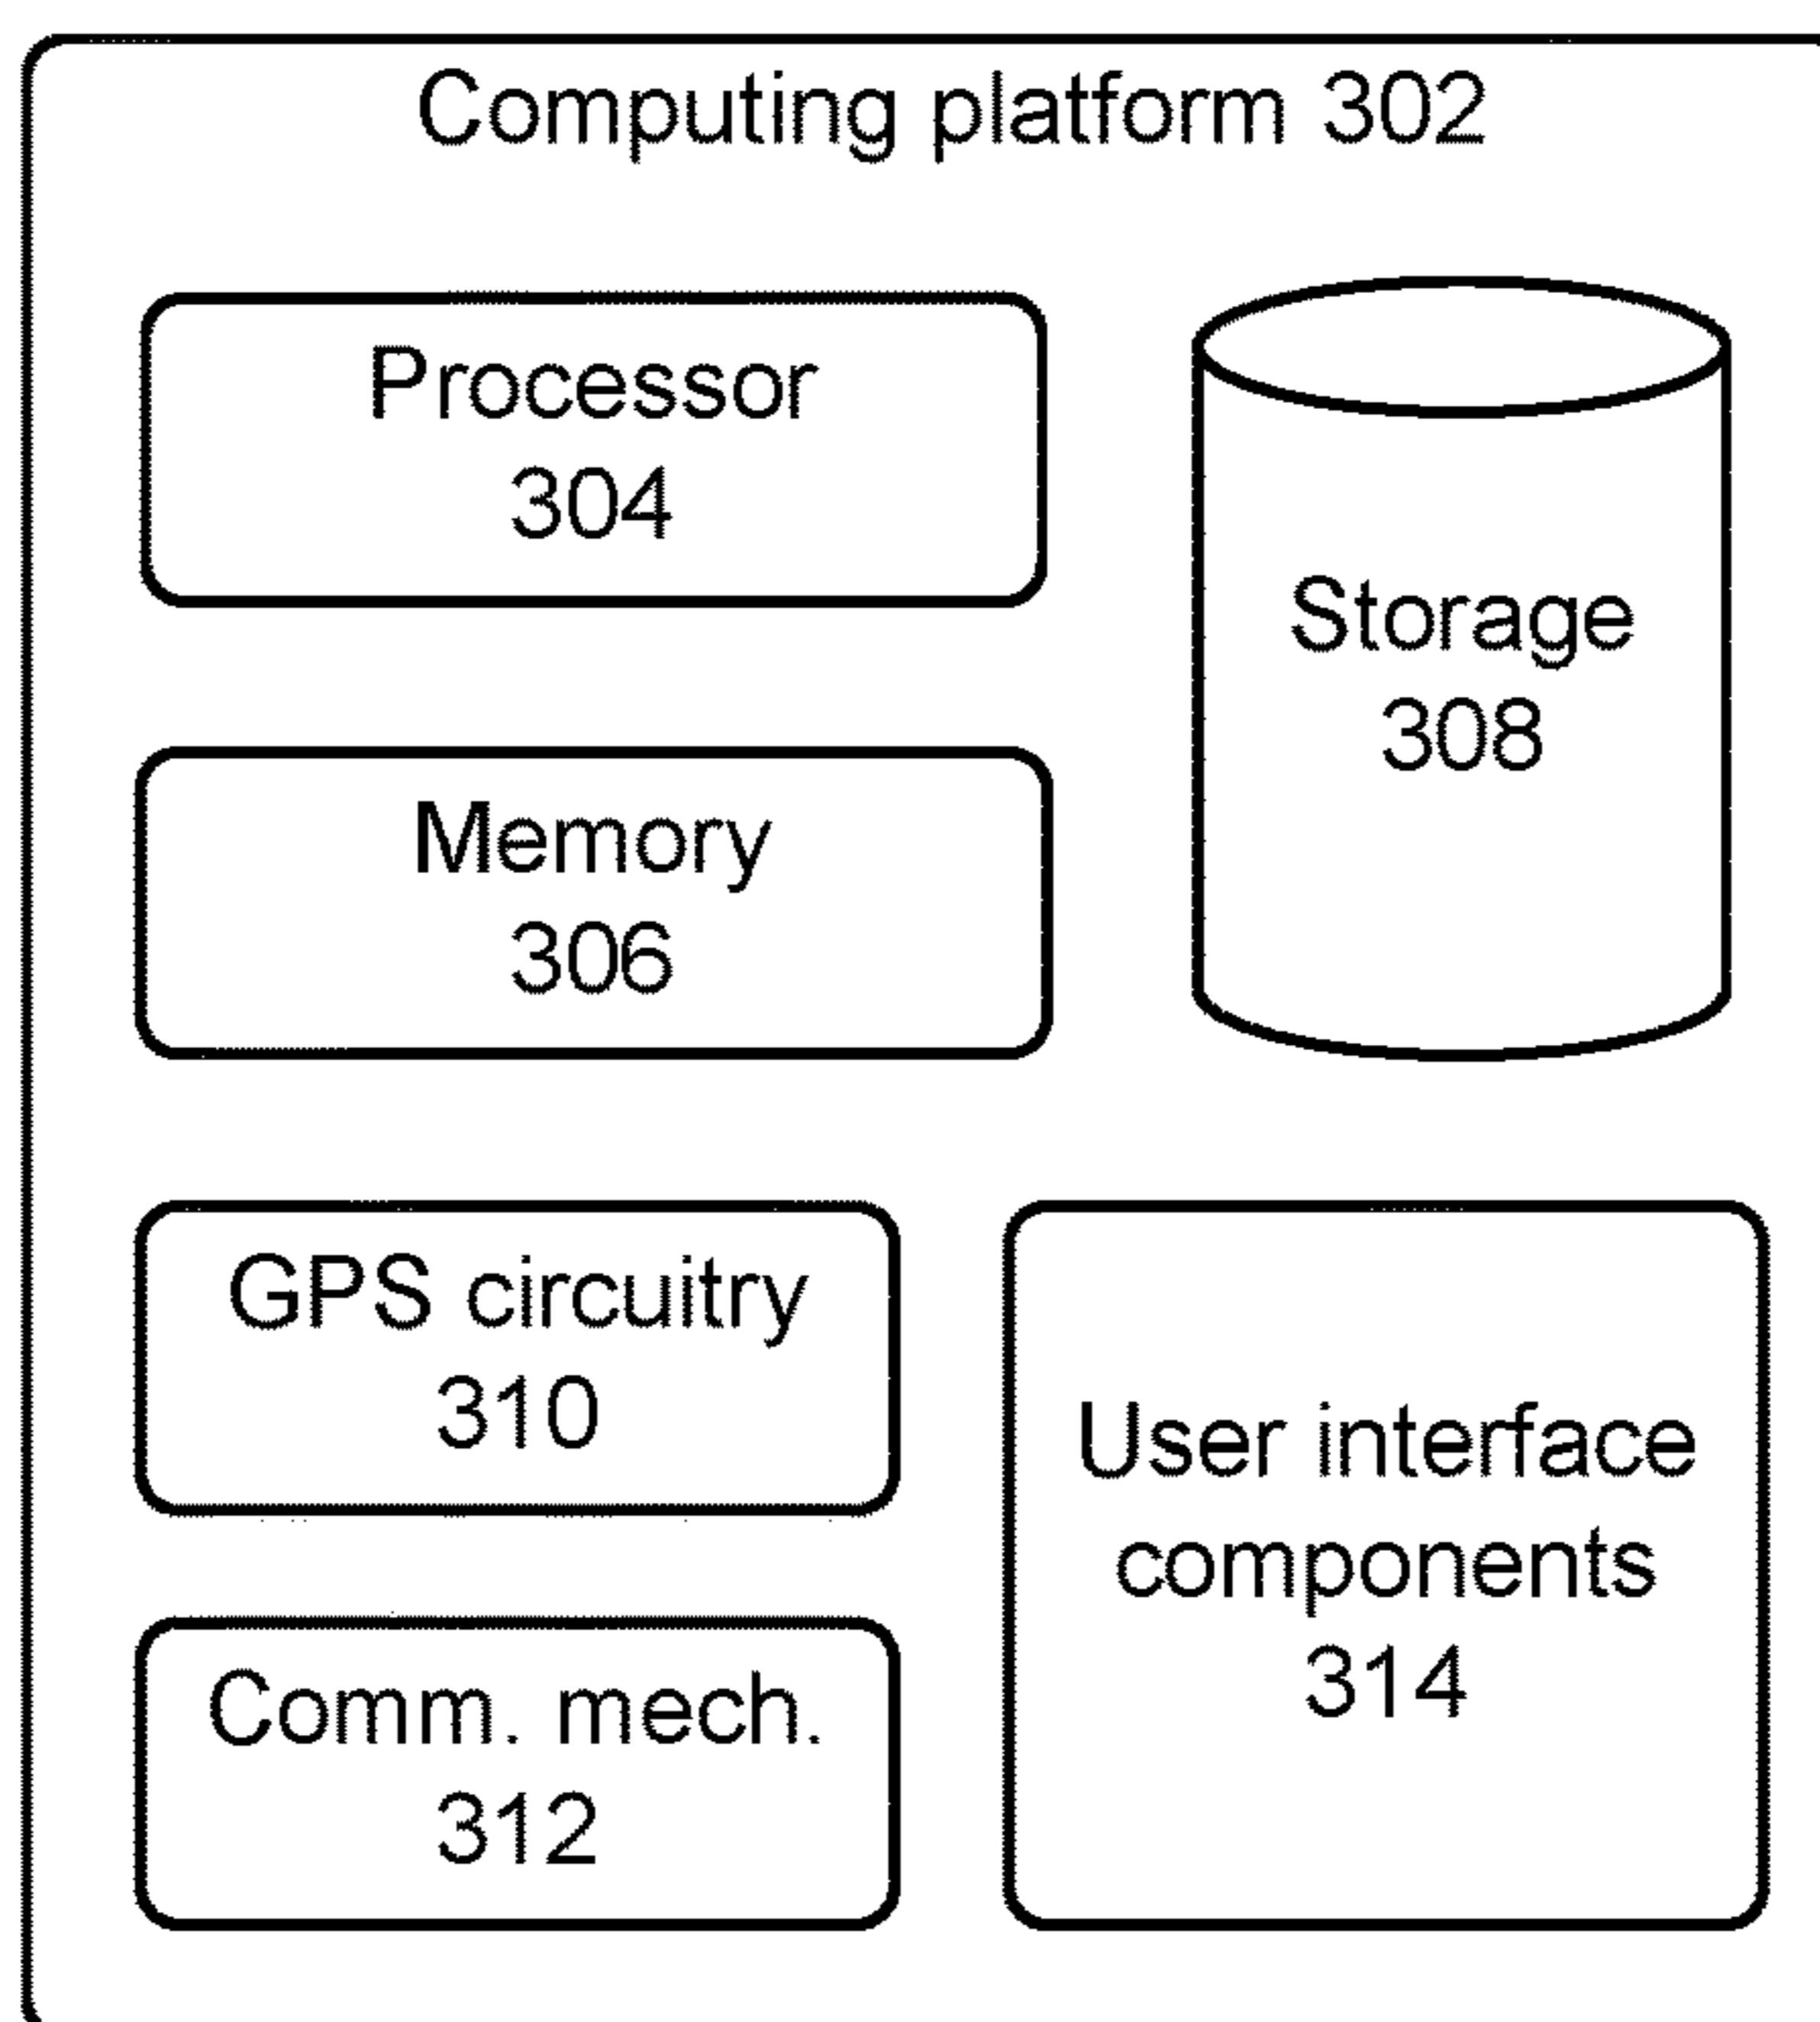 Computing platform 302
Processor
304
Storage
308
Memory
306
GPS circuitry
310
User interface
components
314
Comm. mech.
312